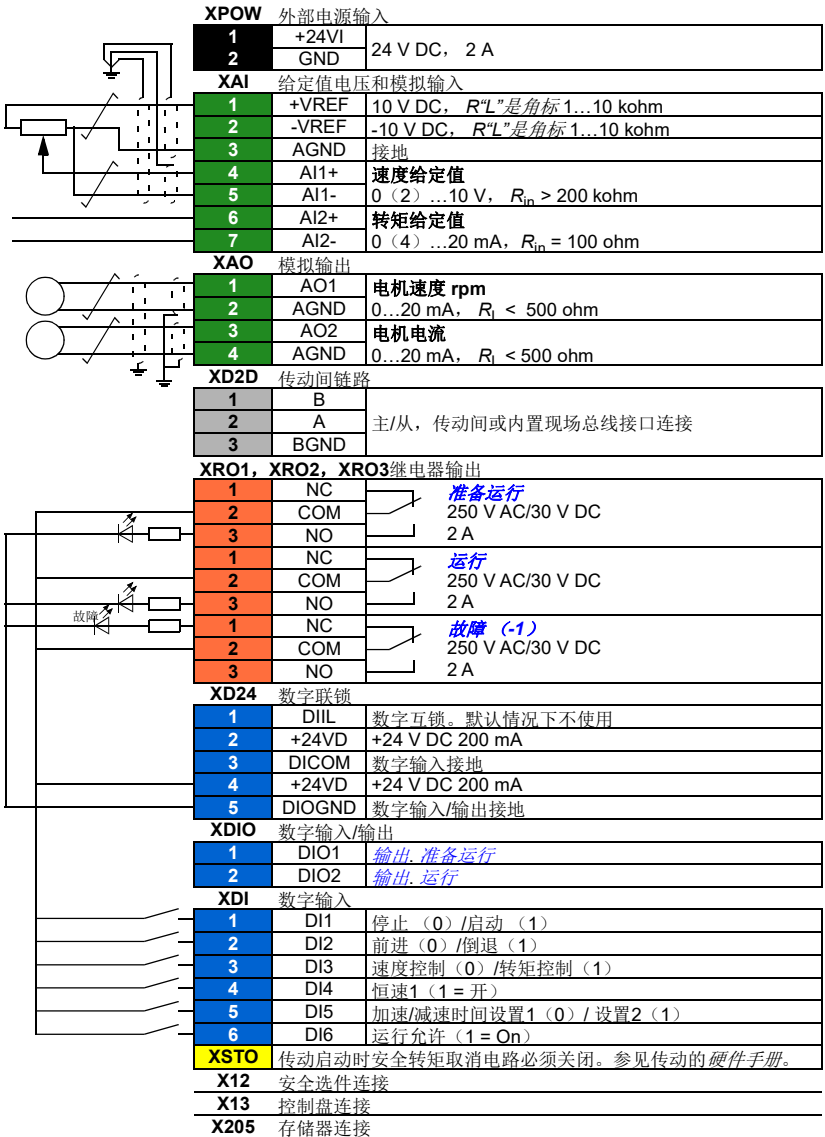 XPOW 外部电源输入
1 +24VI 24 V DC， 2 A
2 GND
XAI 给定值电压和模拟输入
1 +VREF 10 V DC， R“L”是角标 1…10 kohm
2 -VREF -10 V DC， R“L”是角标 1…10 kohm
3 AGND 接地
4 AI1+ 速度给定值
5 AI1- 0（2）…10 V， Rin > 200 kohm
6 AI2+ 转矩给定值
7 AI2- 0（4）…20 mA，Rin = 100 ohm
XAO 模拟输出
1 AO1 电机速度 rpm
2 AGND 0…20 mA， Rl < 500 ohm
3 AO2 电机电流
4 AGND 0…20 mA， Rl < 500 ohm
XD2D 传动间链路
1 B
2 A 主/从，传动间或内置现场总线接口连接
3 BGND
XRO1，XRO2，XRO3继电器输出
1 NC 准备运行
2 COM 250 V AC/30 V DC
3 NO 2 A
1 NC 运行
2 COM 250 V AC/30 V DC
3 NO 2 A
故障 1 NC 故障 （-1）
2 COM 250 V AC/30 V DC
3 NO 2 A
XD24 数字联锁
1 DIIL 数字互锁。默认情况下不使用
2 +24VD +24 V DC 200 mA
3 DICOM 数字输入接地
4 +24VD +24 V DC 200 mA
5 DIOGND 数字输入/输出接地
XDIO 数字输入/输出
1 DIO1 输出. 准备运行
2 DIO2 输出. 运行
XDI 数字输入
1 DI1 停止 （0）/启动 （1）
2 DI2 前进（0）/倒退（1）
3 DI3 速度控制（0）/转矩控制（1）
4 DI4 恒速1（1 = 开）
5 DI5 加速/减速时间设置1（0）/ 设置2（1）
6 DI6 运行允许（1 = On）
XSTO 传动启动时安全转矩取消电路必须关闭。参见传动的硬件手册。
X12 安全选件连接
X13 控制盘连接
X205 存储器连接